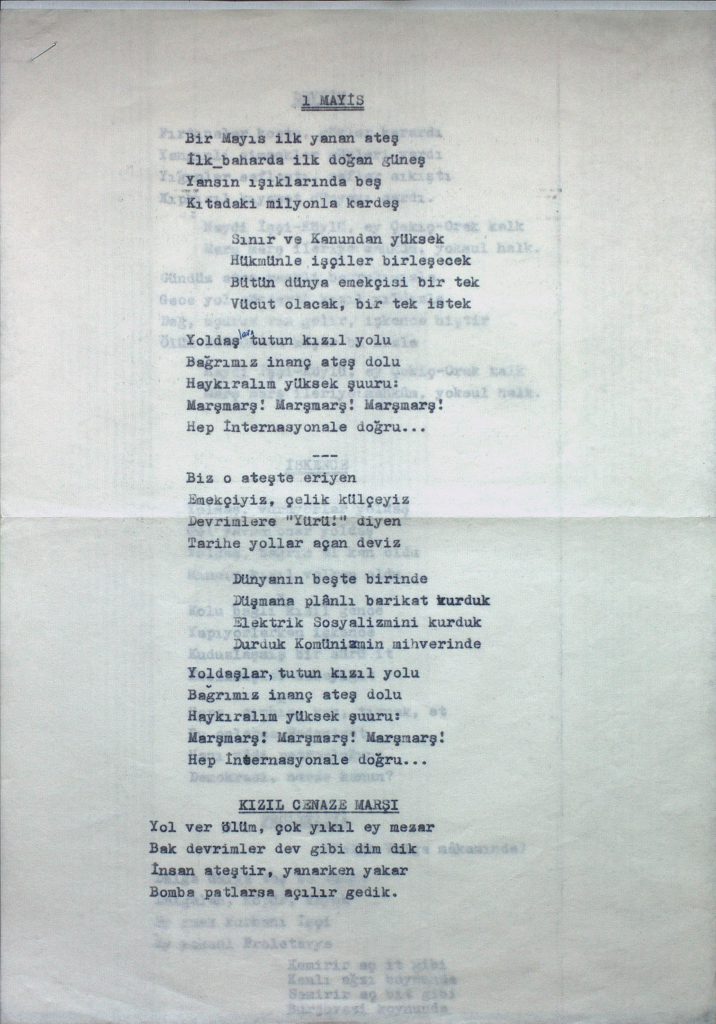 1 MAYİS
Bir Mayıs ilk yanan ateş
İlk_baharda ilk doğan güneş
Yansın ışıklarında beş
Kıtadaki milyonla kardeş
Sınır ve Kanundan yüksek
Hükmünle işçiler birleşecek
Bütün dünya emekçisi bir tek
Vücut olacak, bir tek istek
Yoldaşlar tutun kızıl yolu
Bağrımız inanç ateş dolu
Haykıralım yüksek şuuru:
Marşmarş! Marşmarş! Marşmarş!
Hep İnternasyonale doğru...
---
Biz o ateşte eriyen
Emekçiyiz, çelik külçeyiz
Devrimlere "Yürü!" diyen
Tarihe yollar açan deviz
Dünyanın beşte birinde
Düşmana plânlı barikat kurduk
Elektrik Sosyalizmini kurduk
Durduk Komünizmin mihverinde
Yoldaşlar, tutun kızıl yolu
Bağrımız inanç ateş dolu
Haykıralım yüksek şuuru:
Marşmarş! Marşmarş! Marşmarş!
Hep İnternasyonale doğru...
KIZIL CENAZE MARŞI
Yol ver ölüm, çok yıkıl ey mezar
Bak devrimler dev gibi dim dik
İnsan ateştir, yanarken yakar
Bomba patlarsa açılır gedik.